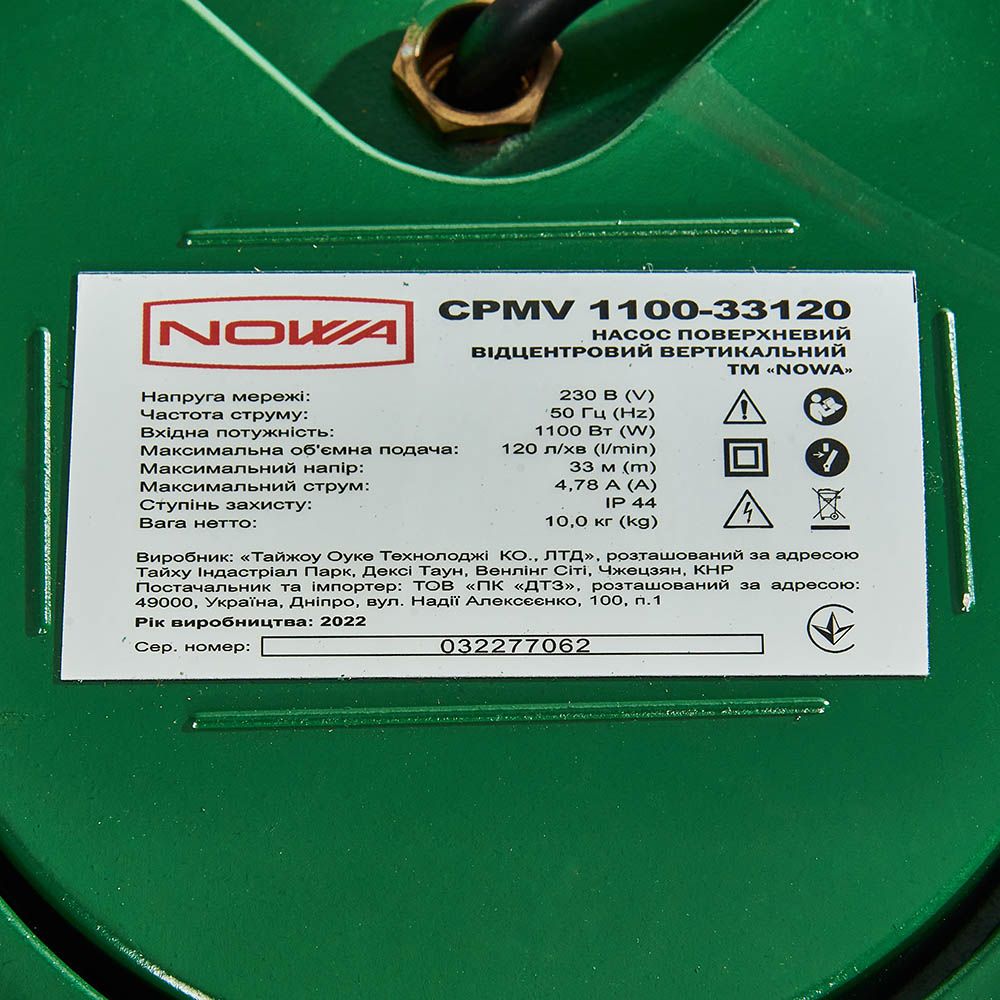 NOWA
CPMV 1100-33120
НАСОС ПОВЕРХНЕВИЙ
ВІДЦЕНТРОВИЙ ВЕРТИКАЛЬНИЙ
ТМ «NOWA»
Напруга мережі: 230 В (V)
Частота струму: 50 Гц (Hz)
Вхідна потужність: 1100 Вт (W)
Максимальна об'ємна подача: 120 л/хв (l/min)
Максимальний напір: 33 м (m)
Максимальний струм: 4,78 А (A)
Ступінь захисту: IP 44
Вага нетто: 10,0 кг (kg)
Виробник: «Тайжоу Оуке Технолоджі КО., ЛТД», розташований за адресою
Тайху Індастріал Парк, Дексі Таун, Венлінг Сіті, Чжецзян, КНР
Постачальник та імпортер: ТОВ "ПК «ДТЗ», розташований за адресою:
49000, Україна, Дніпро, вул. Надії Алексєєнко, 100, п.1
Рік виробництва: 2022
Сер. номер: 032277062